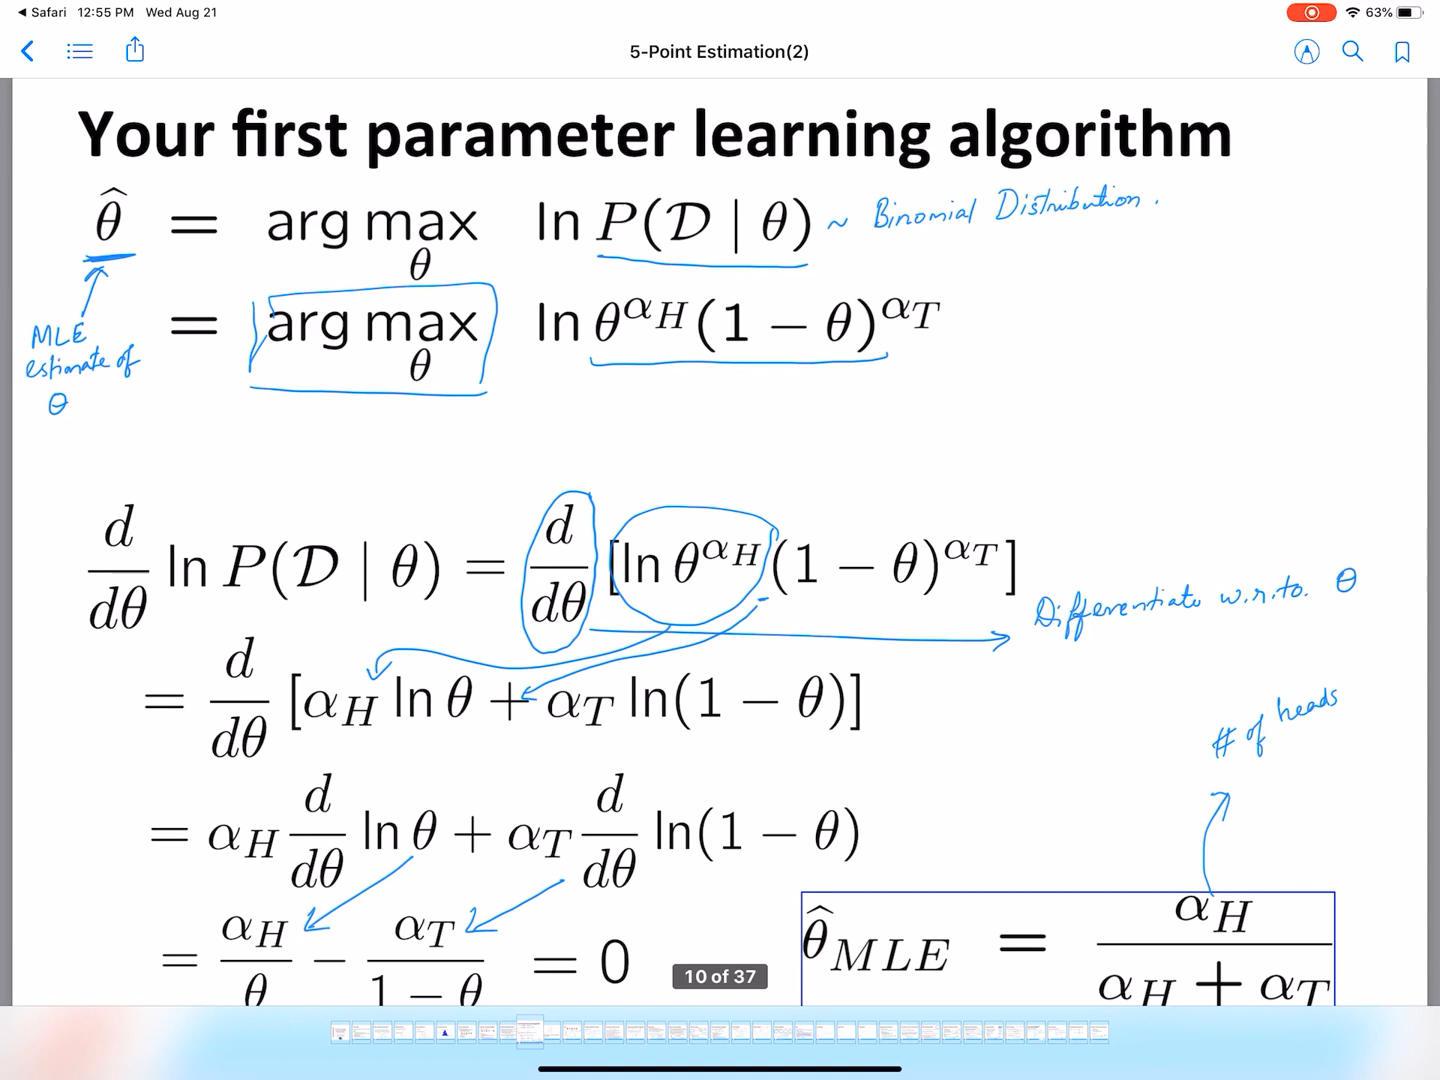 Safari 12:55 PM Wed Aug 21 63%
5-Point Estimation(2)
Your first parameter learning algorithm
θ̂ = arg max_θ ln P(𝒟 | θ) ~ Binomial Distribution.
= arg max_θ ln θ^{α_H} (1 − θ)^{α_T}
MLE
estimate of
θ
d/dθ ln P(𝒟 | θ) = d/dθ [ln θ^{α_H} (1 − θ)^{α_T}]
Differentiate w.r.to. θ
= d/dθ [α_H ln θ + α_T ln(1 − θ)]
# of heads
= α_H d/dθ ln θ + α_T d/dθ ln(1 − θ)
= α_H/θ − α_T/(1 − θ) = 0
θ̂_{MLE} = α_H/(α_H + α_T)
10 of 37